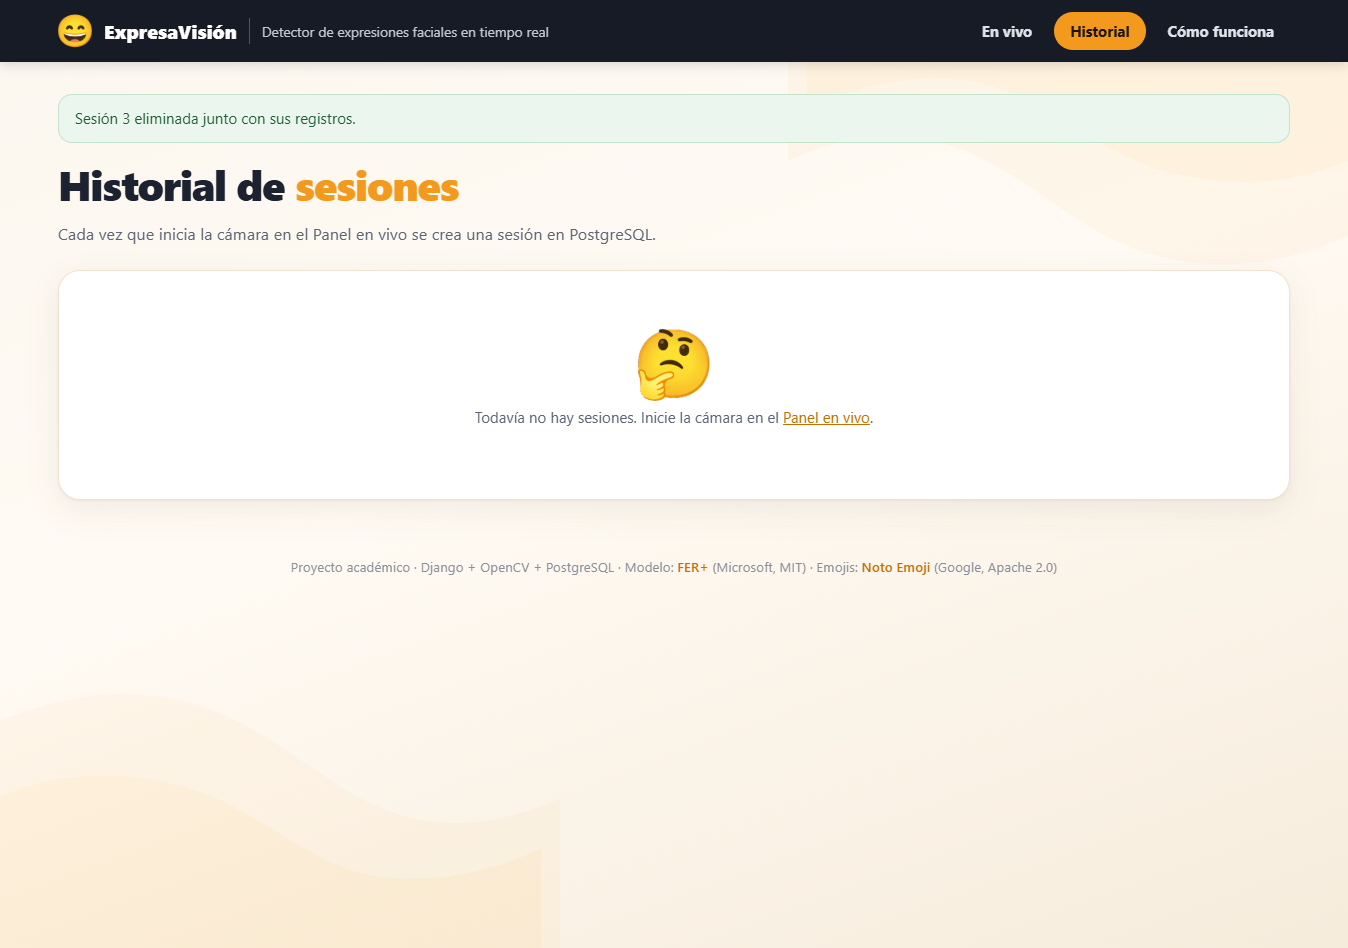 ExpresaVisión
Detector de expresiones faciales en tiempo real
En vivo
Historial
Cómo funciona
Sesión 3 eliminada junto con sus registros.
Historial de sesiones
Cada vez que inicia la cámara en el Panel en vivo se crea una sesión en PostgreSQL.
Todavía no hay sesiones. Inicie la cámara en el Panel en vivo.
Proyecto académico · Django + OpenCV + PostgreSQL · Modelo: FER+ (Microsoft, MIT) · Emojis: Noto Emoji (Google, Apache 2.0)